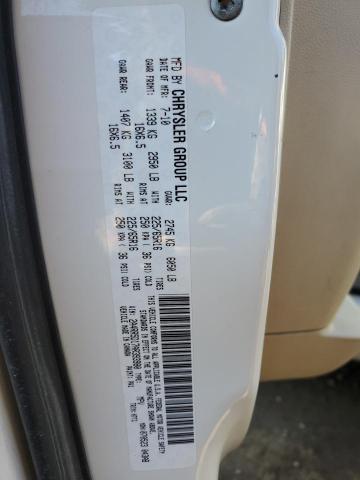 MFD BY CHRYSLER GROUP LLC
DATE OF MFR: 7-10 GVWR: 2745 KG 6050 LB
GAWR FRONT: 1339 KG 2950 LB TIRES 225/65R16
RIMS AT 16X6.5 250 KPA ( 36 PSI) COLD
GAWR REAR: 1407 KG 3100 LB TIRES 225/65R16
RIMS AT 16X6.5 250 KPA ( 36 PSI) COLD
THIS VEHICLE CONFORMS TO ALL APPLICABLE U.S.A. FEDERAL MOTOR VEHICLE SAFETY
STANDARDS IN EFFECT ON THE DATE OF MANUFACTURE SHOWN ABOVE.
TYPE: MPV
VEHICLE MADE IN CANADA PAINT: PW1